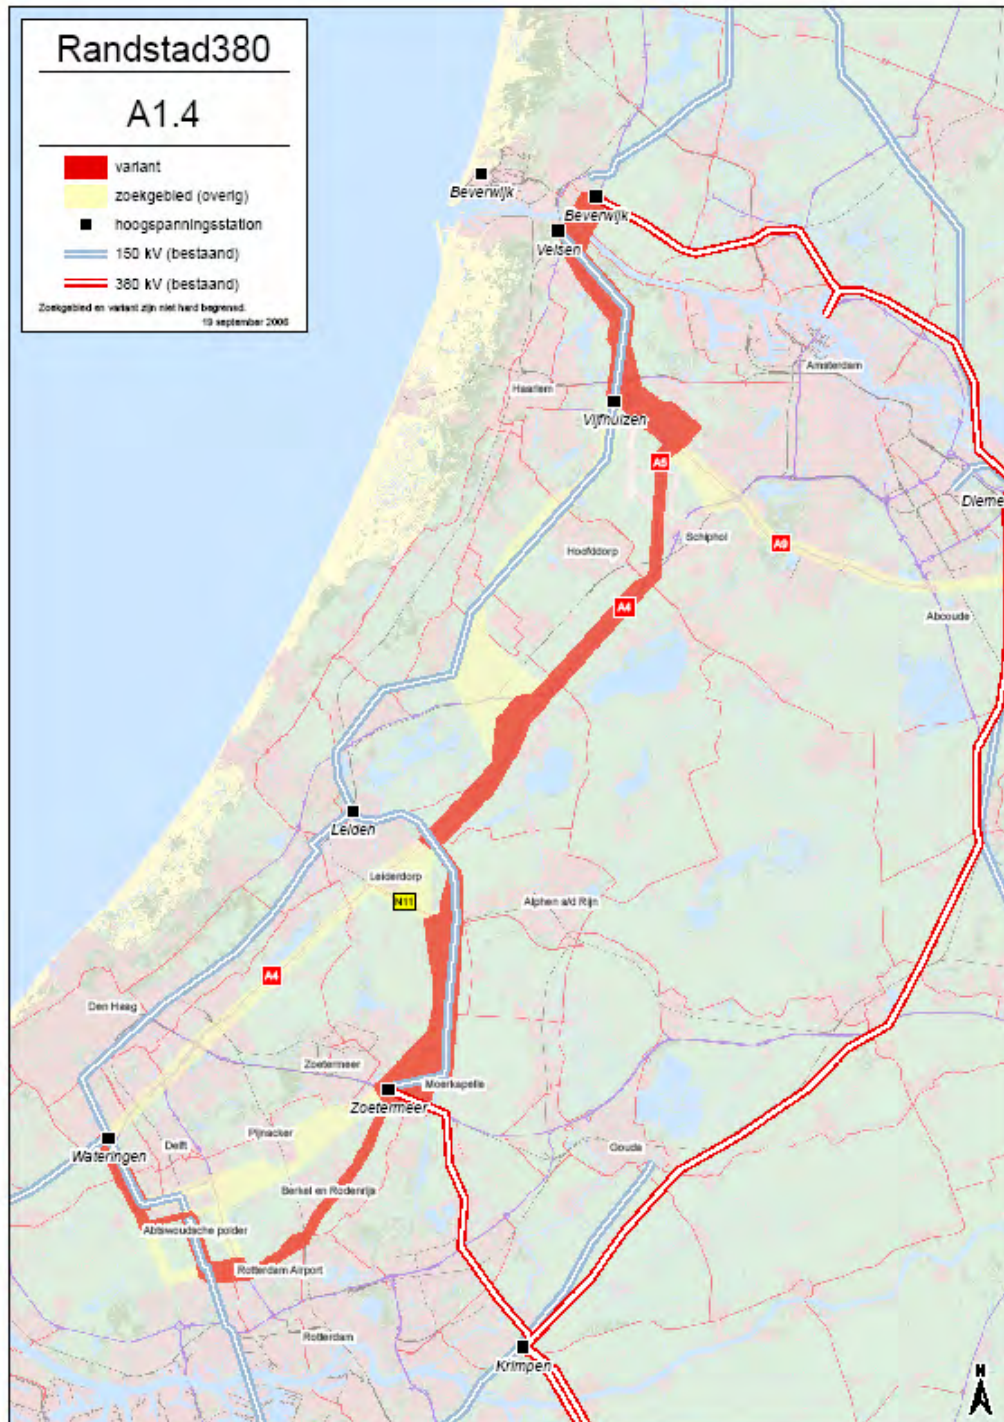 Randstad380
A1.4
variant
zoekgebied (overig)
hoogspanningsstation
150 kV (bestaand)
380 kV (bestaand)
Zoekgebied en variant zijn niet hard begrensd.
19 september 2006
Beverwijk
Beverwijk
Velsen
Amsterdam
Haarlem
Vijfhuizen
A5
Diemen
Schiphol
A9
Hoofddorp
A4
Abcoude
Leiden
Leiderdorp
N11
Alphen a/d Rijn
A4
Den Haag
Zoetermeer
Moerkapelle
Zoetermeer
Pijnacker
Delft
Wateringen
Gouda
Berkel en Rodenrijs
Abtswoudsche polder
Rotterdam Airport
Rotterdam
Krimpen
N